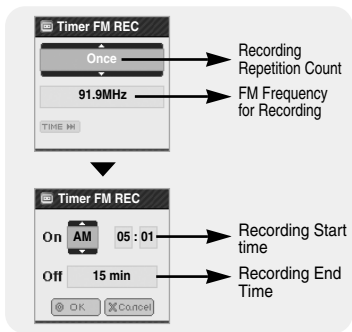 Timer FM REC
Once
Recording
Repetition Count
91.9MHz
FM Frequency
for Recording
TIME
Timer FM REC
On AM 05 : 01
Recording Start
time
Off 15 min
Recording End
Time
OK Cancel